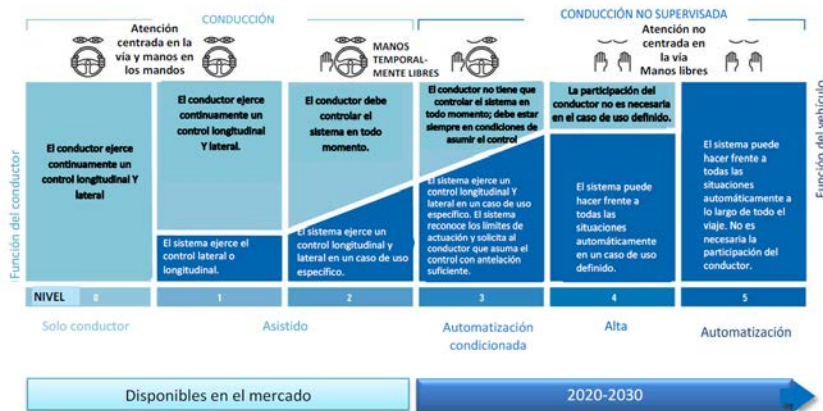 CONDUCCIÓN
CONDUCCIÓN NO SUPERVISADA
Atención
centrada en la
vía y manos en
los mandos
MANOS
TEMPORAL-
MENTE LIBRES
Atención no
centrada en
la vía
Manos libres
Función del conductor
El conductor ejerce
continuamente un
control longitudinal Y
lateral
El conductor ejerce
continuamente un
control longitudinal
Y lateral.
El sistema ejerce el
control lateral o
longitudinal.
El conductor debe
controlar el
sistema en todo
momento.
El sistema ejerce un
control longitudinal y
lateral en un caso de uso
específico.
El conductor no tiene que
controlar el sistema en
todo momento; debe estar
siempre en condiciones de
asumir el control
El sistema ejerce un
control longitudinal Y
lateral en un caso de uso
específico. El sistema
reconoce los límites de
actuación y solicita al
conductor que asuma el
control con antelación
suficiente.
La participación del
conductor no es necesaria
en el caso de uso definido.
El sistema puede
hacer frente a
todas las
situaciones
automáticamente
en un caso de uso
definido.
El sistema puede
hacer frente a
todas las
situaciones
automáticamente a
lo largo de todo el
viaje. No es
necesaria la
participación del
conductor.
Función del vehículo
NIVEL 0 1 2 3 4 5
Solo conductor
Asistido
Automatización
condicionada
Alta
Automatización
Disponibles en el mercado
2020-2030